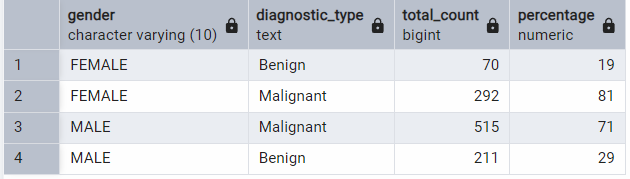 gender diagnostic_type total_count percentage
character varying (10) text bigint numeric
1 FEMALE Benign 70 19
2 FEMALE Malignant 292 81
3 MALE Malignant 515 71
4 MALE Benign 211 29